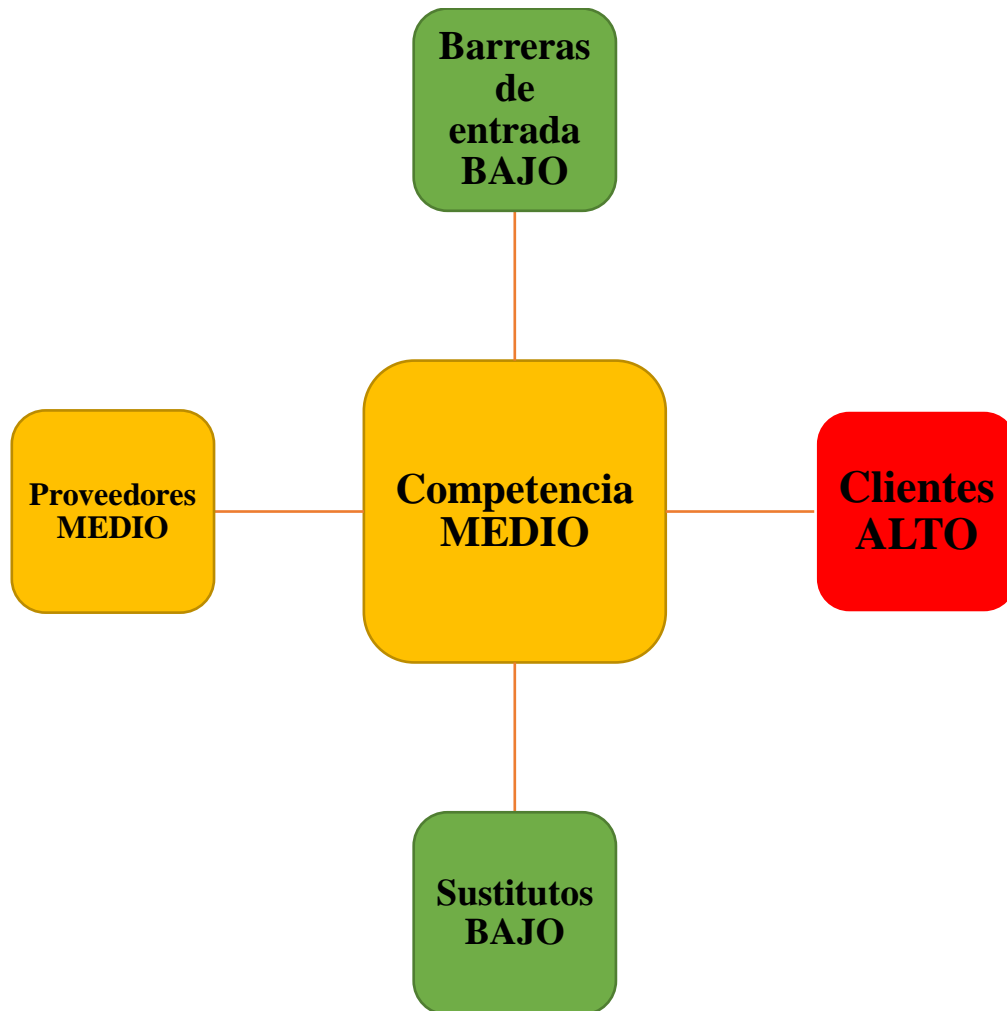 Barreras
de
entrada
BAJO
Proveedores
MEDIO
Competencia
MEDIO
Clientes
ALTO
Sustitutos
BAJO